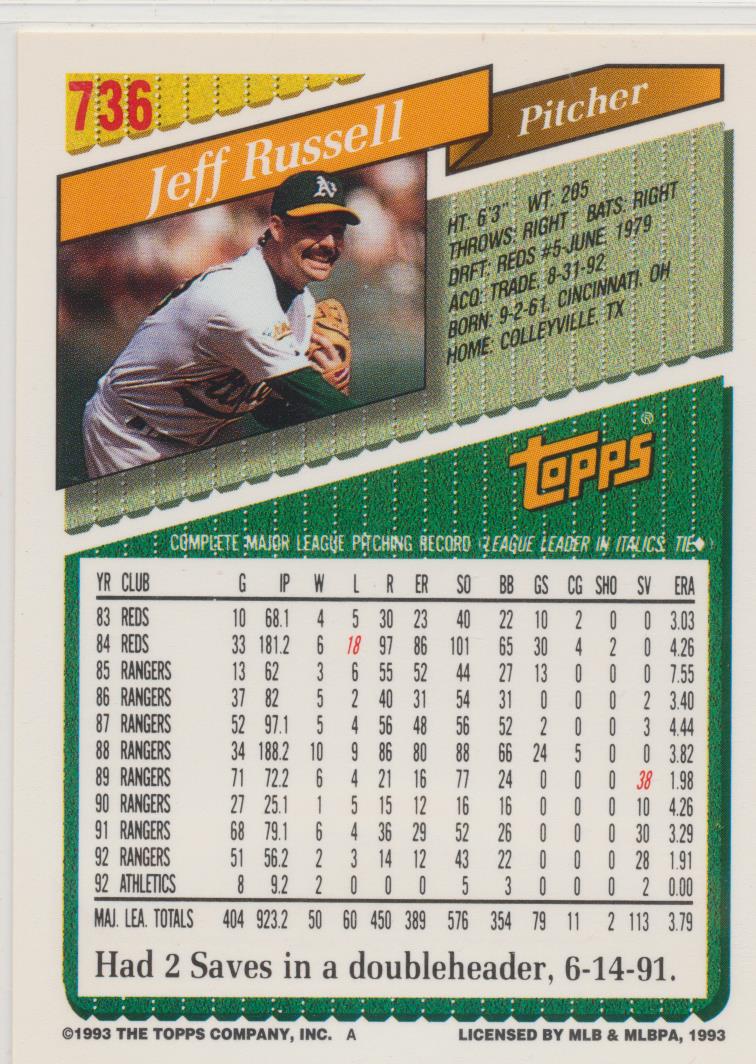 736
Jeff Russell
Pitcher
HT: 6'3" WT: 205
THROWS: RIGHT BATS: RIGHT
DRFT: REDS #5-JUNE, 1979
ACQ: TRADE, 8-31-92
BORN: 9-2-61, CINCINNATI, OH
HOME: COLLEYVILLE, TX
A's
Athletics
topps®
COMPLETE MAJOR LEAGUE PITCHING RECORD (LEAGUE LEADER IN ITALICS, TIE♦)
YR CLUB G IP W L R ER SO BB GS CG SHO SV ERA
83 REDS 10 68.1 4 5 30 23 40 22 10 2 0 0 3.03
84 REDS 33 181.2 6 18 97 86 101 65 30 4 2 0 4.26
85 RANGERS 13 62 3 6 55 52 44 27 13 0 0 0 7.55
86 RANGERS 37 82 5 2 40 31 54 31 0 0 0 2 3.40
87 RANGERS 52 97.1 5 4 56 48 56 52 2 0 0 3 4.44
88 RANGERS 34 188.2 10 9 86 80 88 66 24 5 0 0 3.82
89 RANGERS 71 72.2 6 4 21 16 77 24 0 0 0 38 1.98
90 RANGERS 27 25.1 1 5 15 12 16 16 0 0 0 10 4.26
91 RANGERS 68 79.1 6 4 36 29 52 26 0 0 0 30 3.29
92 RANGERS 51 56.2 2 3 14 12 43 22 0 0 0 28 1.91
92 ATHLETICS 8 9.2 2 0 0 0 5 3 0 0 0 2 0.00
MAJ. LEA. TOTALS 404 923.2 50 60 450 389 576 354 79 11 2 113 3.79
Had 2 Saves in a doubleheader, 6-14-91.
©1993 THE TOPPS COMPANY, INC. A LICENSED BY MLB & MLBPA, 1993